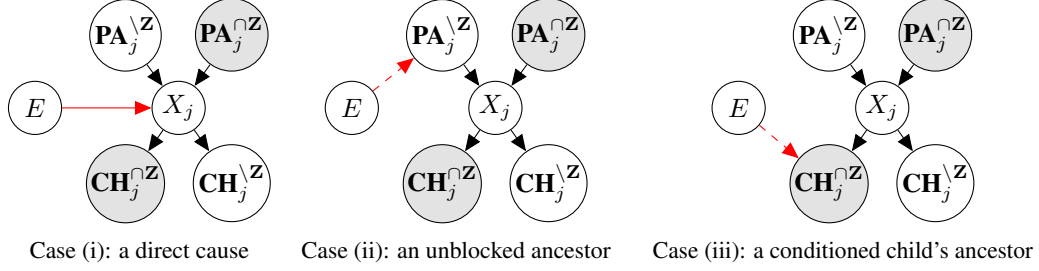 PA_j^{\Z} PA_j^{∩Z} PA_j^{\Z} PA_j^{∩Z} PA_j^{\Z} PA_j^{∩Z}
E X_j E X_j E X_j
CH_j^{∩Z} CH_j^{\Z} CH_j^{∩Z} CH_j^{\Z} CH_j^{∩Z} CH_j^{\Z}
Case (i): a direct cause Case (ii): an unblocked ancestor Case (iii): a conditioned child's ancestor